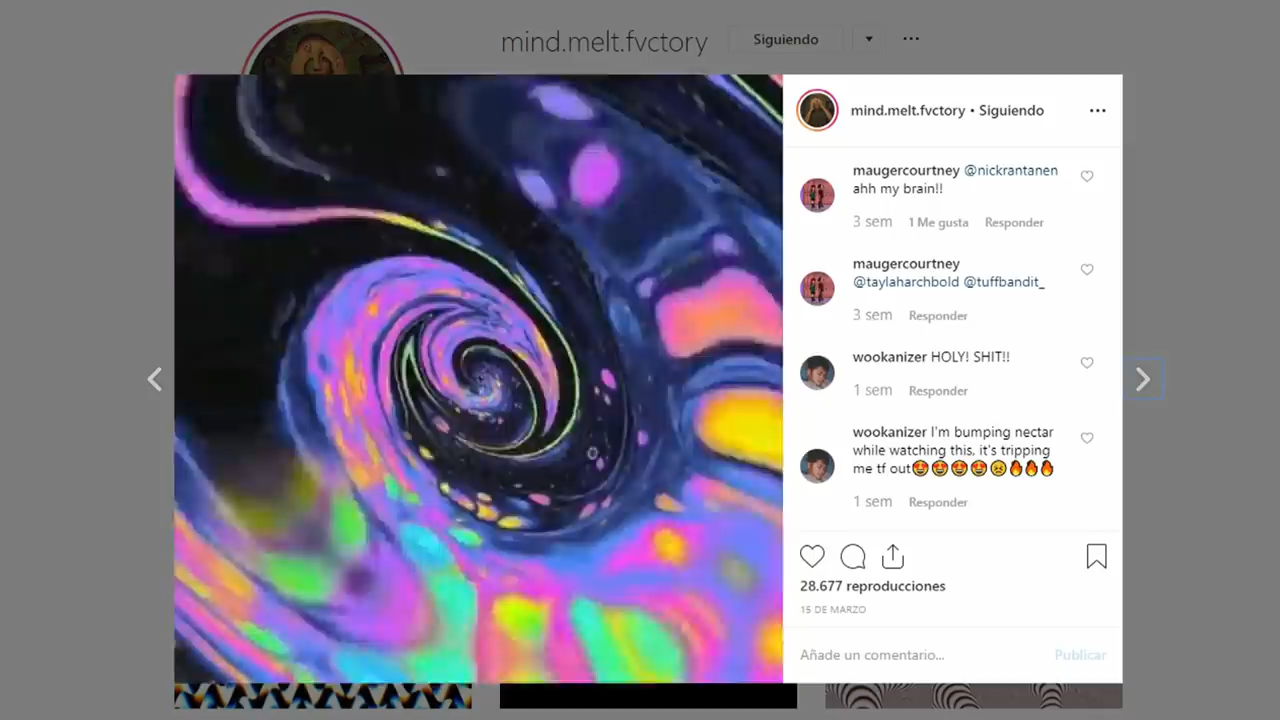 mind.melt.fvctory Siguiendo
mind.melt.fvctory • Siguiendo
maugercourtney @nickrantanen
ahh my brain!!
3 sem 1 Me gusta Responder
maugercourtney
@taylaharchbold @tuffbandit_
3 sem Responder
wookanizer HOLY! SHIT!!
1 sem Responder
wookanizer I'm bumping nectar
while watching this, it's tripping
me tf out😍😍😍😍😣🔥🔥🔥
1 sem Responder
28.677 reproducciones
15 DE MARZO
Añade un comentario... Publicar